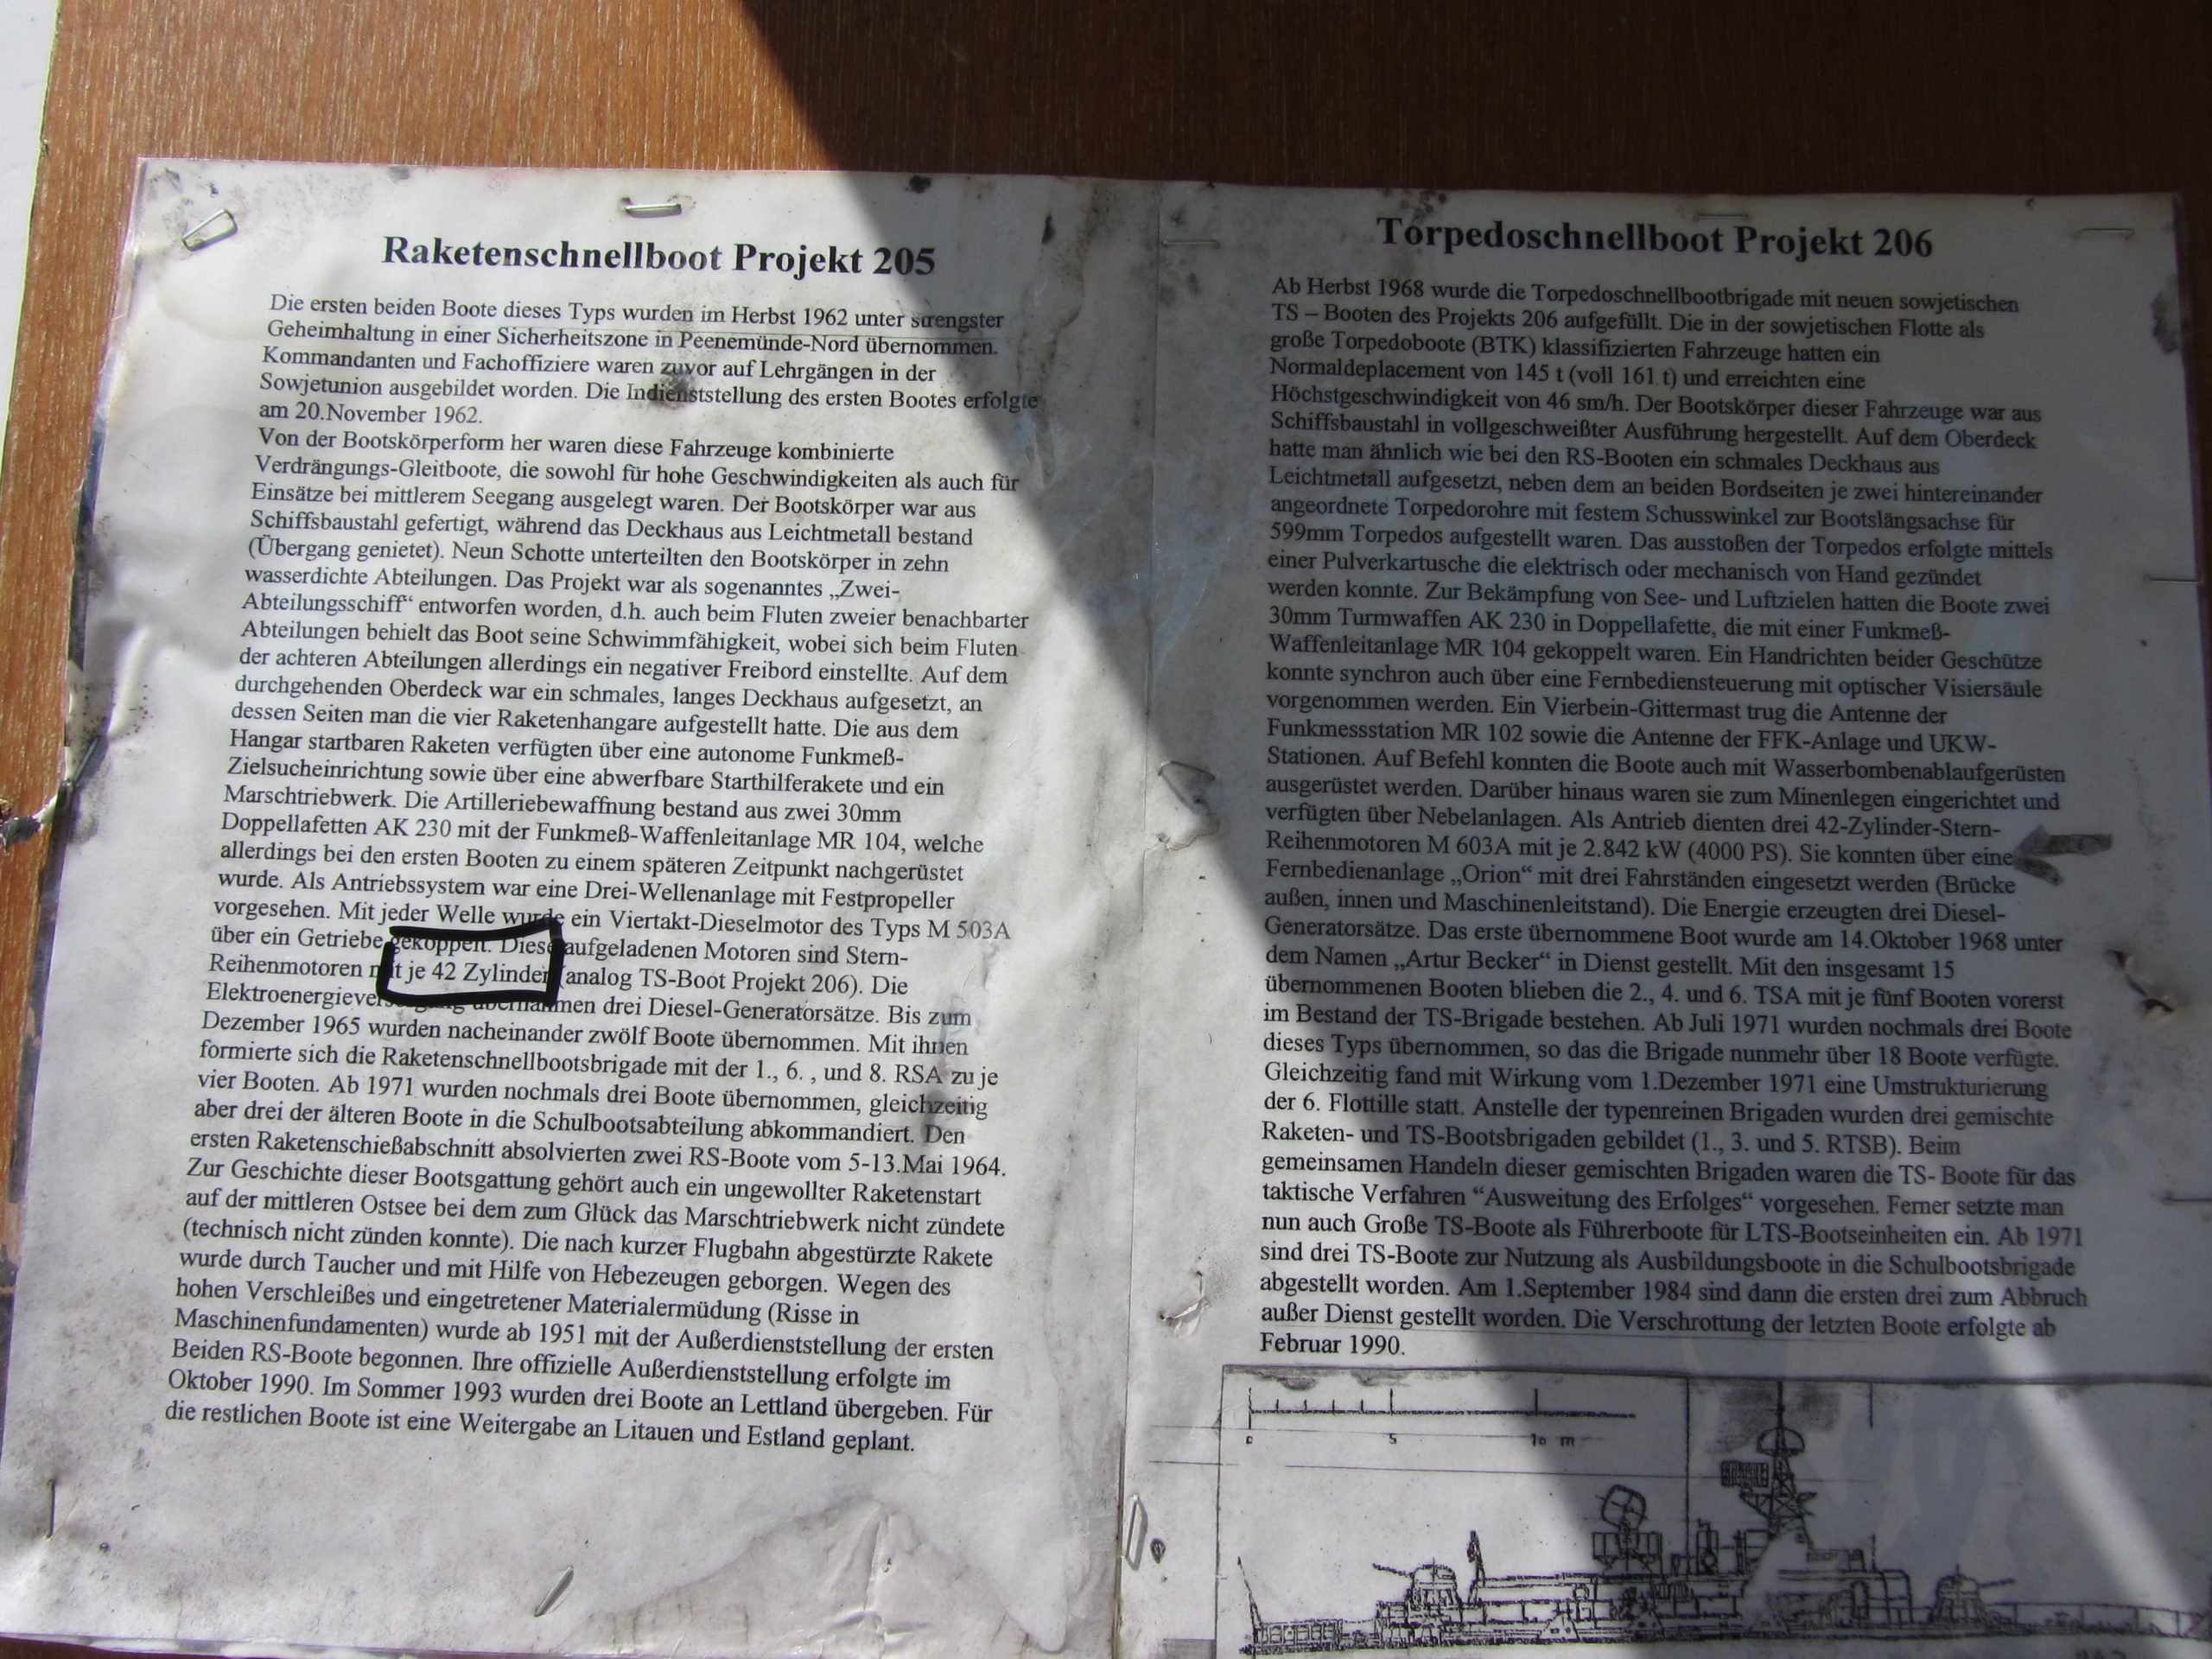 Raketenschnellboot Projekt 205
Die ersten beiden Boote dieses Typs wurden im Herbst 1962 unter strengster
Geheimhaltung in einer Sicherheitszone in Peenemünde-Nord übernommen.
Kommandanten und Fachoffiziere waren zuvor auf Lehrgängen in der
Sowjetunion ausgebildet worden. Die Indienststellung des ersten Bootes erfolgte
am 20.November 1962.
Von der Bootskörperform her waren diese Fahrzeuge kombinierte
Verdrängungs-Gleitboote, die sowohl für hohe Geschwindigkeiten als auch für
Einsätze bei mittlerem Seegang ausgelegt waren. Der Bootskörper war aus
Schiffsbaustahl gefertigt, während das Deckhaus aus Leichtmetall bestand
(Übergang genietet). Neun Schotte unterteilten den Bootskörper in zehn
wasserdichte Abteilungen. Das Projekt war als sogenanntes „Zwei-
Abteilungsschiff“ entworfen worden, d.h. auch beim Fluten zweier benachbarter
Abteilungen behielt das Boot seine Schwimmfähigkeit, wobei sich beim Fluten
der achteren Abteilungen allerdings ein negativer Freibord einstellte. Auf dem
durchgehenden Oberdeck war ein schmales, langes Deckhaus aufgesetzt, an
dessen Seiten man die vier Raketenhangare aufgestellt hatte. Die aus dem
Hangar startbaren Raketen verfügten über eine autonome Funkmeß-
Zielsucheinrichtung sowie über eine abwerfbare Starthilferakete und ein
Marschtriebwerk. Die Artilleriebewaffnung bestand aus zwei 30mm
Doppellafetten AK 230 mit der Funkmeß-Waffenleitanlage MR 104, welche
allerdings bei den ersten Booten zu einem späteren Zeitpunkt nachgerüstet
wurde. Als Antriebssystem war eine Drei-Wellenanlage mit Festpropeller
vorgesehen. Mit jeder Welle wurde ein Viertakt-Dieselmotor des Typs M 503A
über ein Getriebe gekoppelt. Diese aufgeladenen Motoren sind Stern-
Reihenmotoren mit je 42 Zylinder (analog TS-Boot Projekt 206). Die
Elektroenergieversorgung übernahmen drei Diesel-Generatorsätze. Bis zum
Dezember 1965 wurden nacheinander zwölf Boote übernommen. Mit ihnen
formierte sich die Raketenschnellbootsbrigade mit der 1., 6. , und 8. RSA zu je
vier Booten. Ab 1971 wurden nochmals drei Boote übernommen, gleichzeitig
aber drei der älteren Boote in die Schulbootsabteilung abkommandiert. Den
ersten Raketenschießabschnitt absolvierten zwei RS-Boote vom 5-13.Mai 1964.
Zur Geschichte dieser Bootsgattung gehört auch ein ungewollter Raketenstart
auf der mittleren Ostsee bei dem zum Glück das Marschtriebwerk nicht zündete
(technisch nicht zünden konnte). Die nach kurzer Flugbahn abgestürzte Rakete
wurde durch Taucher und mit Hilfe von Hebezeugen geborgen. Wegen des
hohen Verschleißes und eingetretener Materialermüdung (Risse in
Maschinenfundamenten) wurde ab 1951 mit der Außerdienststellung der ersten
Beiden RS-Boote begonnen. Ihre offizielle Außerdienststellung erfolgte im
Oktober 1990. Im Sommer 1993 wurden drei Boote an Lettland übergeben. Für
die restlichen Boote ist eine Weitergabe an Litauen und Estland geplant.
Torpedoschnellboot Projekt 206
Ab Herbst 1968 wurde die Torpedoschnellbootbrigade mit neuen sowjetischen
TS – Booten des Projekts 206 aufgefüllt. Die in der sowjetischen Flotte als
große Torpedoboote (BTK) klassifizierten Fahrzeuge hatten ein
Normaldeplacement von 145 t (voll 161 t) und erreichten eine
Höchstgeschwindigkeit von 46 sm/h. Der Bootskörper dieser Fahrzeuge war aus
Schiffsbaustahl in vollgeschweißter Ausführung hergestellt. Auf dem Oberdeck
hatte man ähnlich wie bei den RS-Booten ein schmales Deckhaus aus
Leichtmetall aufgesetzt, neben dem an beiden Bordseiten je zwei hintereinander
angeordnete Torpedorohre mit festem Schusswinkel zur Bootslängsachse für
599mm Torpedos aufgestellt waren. Das ausstoßen der Torpedos erfolgte mittels
einer Pulverkartusche die elektrisch oder mechanisch von Hand gezündet
werden konnte. Zur Bekämpfung von See- und Luftzielen hatten die Boote zwei
30mm Turmwaffen AK 230 in Doppellafette, die mit einer Funkmeß-
Waffenleitanlage MR 104 gekoppelt waren. Ein Handrichten beider Geschütze
konnte synchron auch über eine Fernbediensteuerung mit optischer Visiersäule
vorgenommen werden. Ein Vierbein-Gittermast trug die Antenne der
Funkmessstation MR 102 sowie die Antenne der FFK-Anlage und UKW-
Stationen. Auf Befehl konnten die Boote auch mit Wasserbombenablaufgerüsten
ausgerüstet werden. Darüber hinaus waren sie zum Minenlegen eingerichtet und
verfügten über Nebelanlagen. Als Antrieb dienten drei 42-Zylinder-Stern-
Reihenmotoren M 603A mit je 2.842 kW (4000 PS). Sie konnten über eine
Fernbedienanlage „Orion“ mit drei Fahrständen eingesetzt werden (Brücke
außen, innen und Maschinenleitstand). Die Energie erzeugten drei Diesel-
Generatorsätze. Das erste übernommene Boot wurde am 14.Oktober 1968 unter
dem Namen „Artur Becker“ in Dienst gestellt. Mit den insgesamt 15
übernommenen Booten blieben die 2., 4. und 6. TSA mit je fünf Booten vorerst
im Bestand der TS-Brigade bestehen. Ab Juli 1971 wurden nochmals drei Boote
dieses Typs übernommen, so das die Brigade nunmehr über 18 Boote verfügte.
Gleichzeitig fand mit Wirkung vom 1.Dezember 1971 eine Umstrukturierung
der 6. Flottille statt. Anstelle der typenreinen Brigaden wurden drei gemischte
Raketen- und TS-Bootsbrigaden gebildet (1., 3. und 5. RTSB). Beim
gemeinsamen Handeln dieser gemischten Brigaden waren die TS- Boote für das
taktische Verfahren “Ausweitung des Erfolges“ vorgesehen. Ferner setzte man
nun auch Große TS-Boote als Führerboote für LTS-Bootseinheiten ein. Ab 1971
sind drei TS-Boote zur Nutzung als Ausbildungsboote in die Schulbootsbrigade
abgestellt worden. Am 1.September 1984 sind dann die ersten drei zum Abbruch
außer Dienst gestellt worden. Die Verschrottung der letzten Boote erfolgte ab
Februar 1990.
0 5 10 m